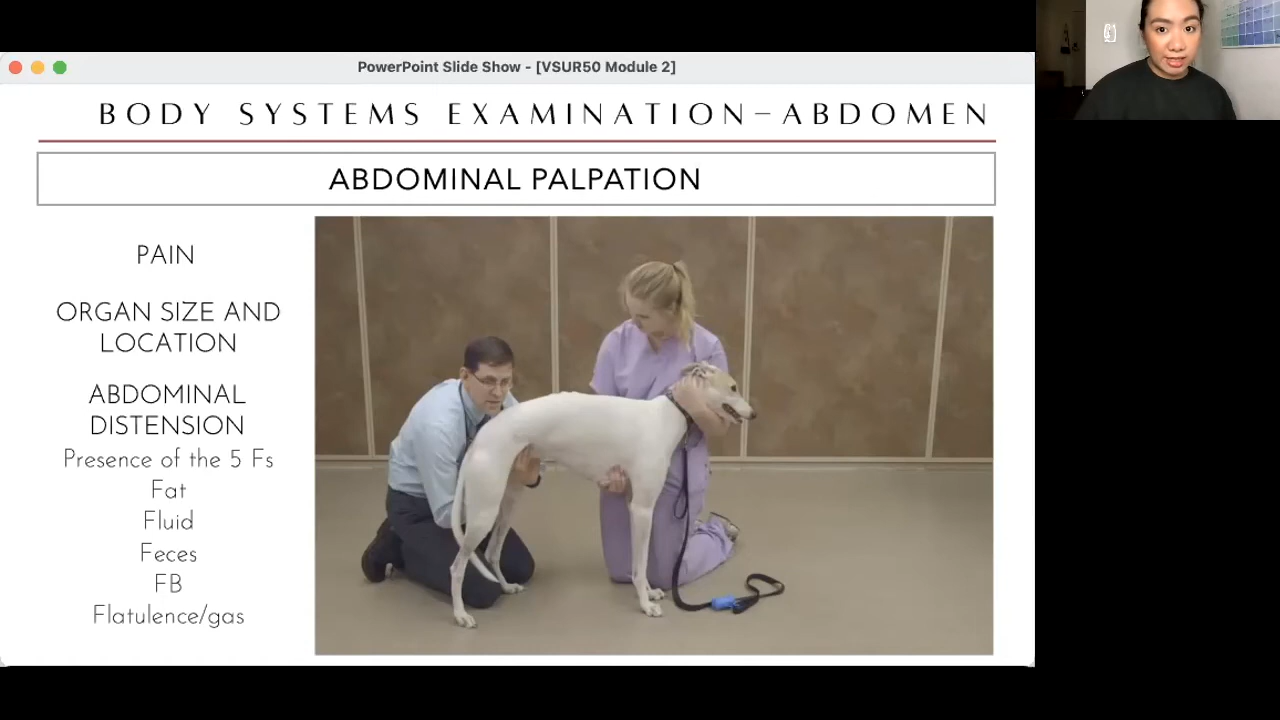 PowerPoint Slide Show - [VSUR50 Module 2]
BODY SYSTEMS EXAMINATION–ABDOMEN
ABDOMINAL PALPATION
PAIN
ORGAN SIZE AND
LOCATION
ABDOMINAL
DISTENSION
Presence of the 5 Fs
Fat
Fluid
Feces
FB
Flatulence/gas